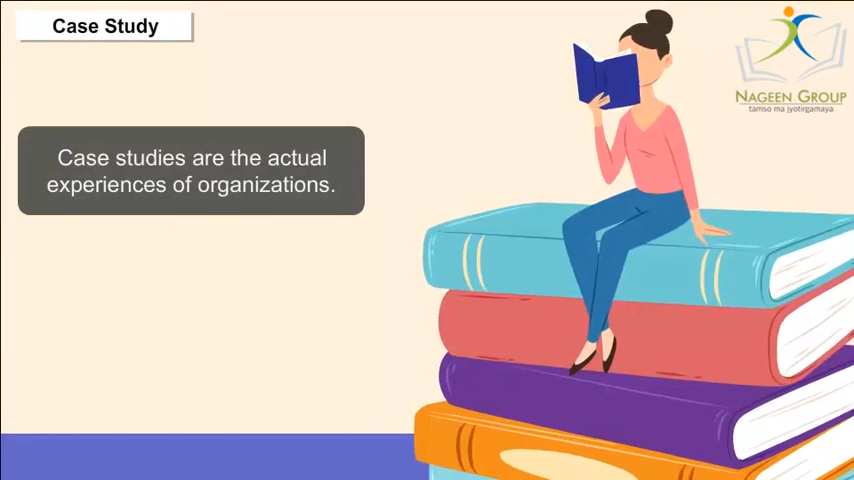 Case Study
NAGEEN GROUP
tamso ma jyotirgamaya
Case studies are the actual
experiences of organizations.